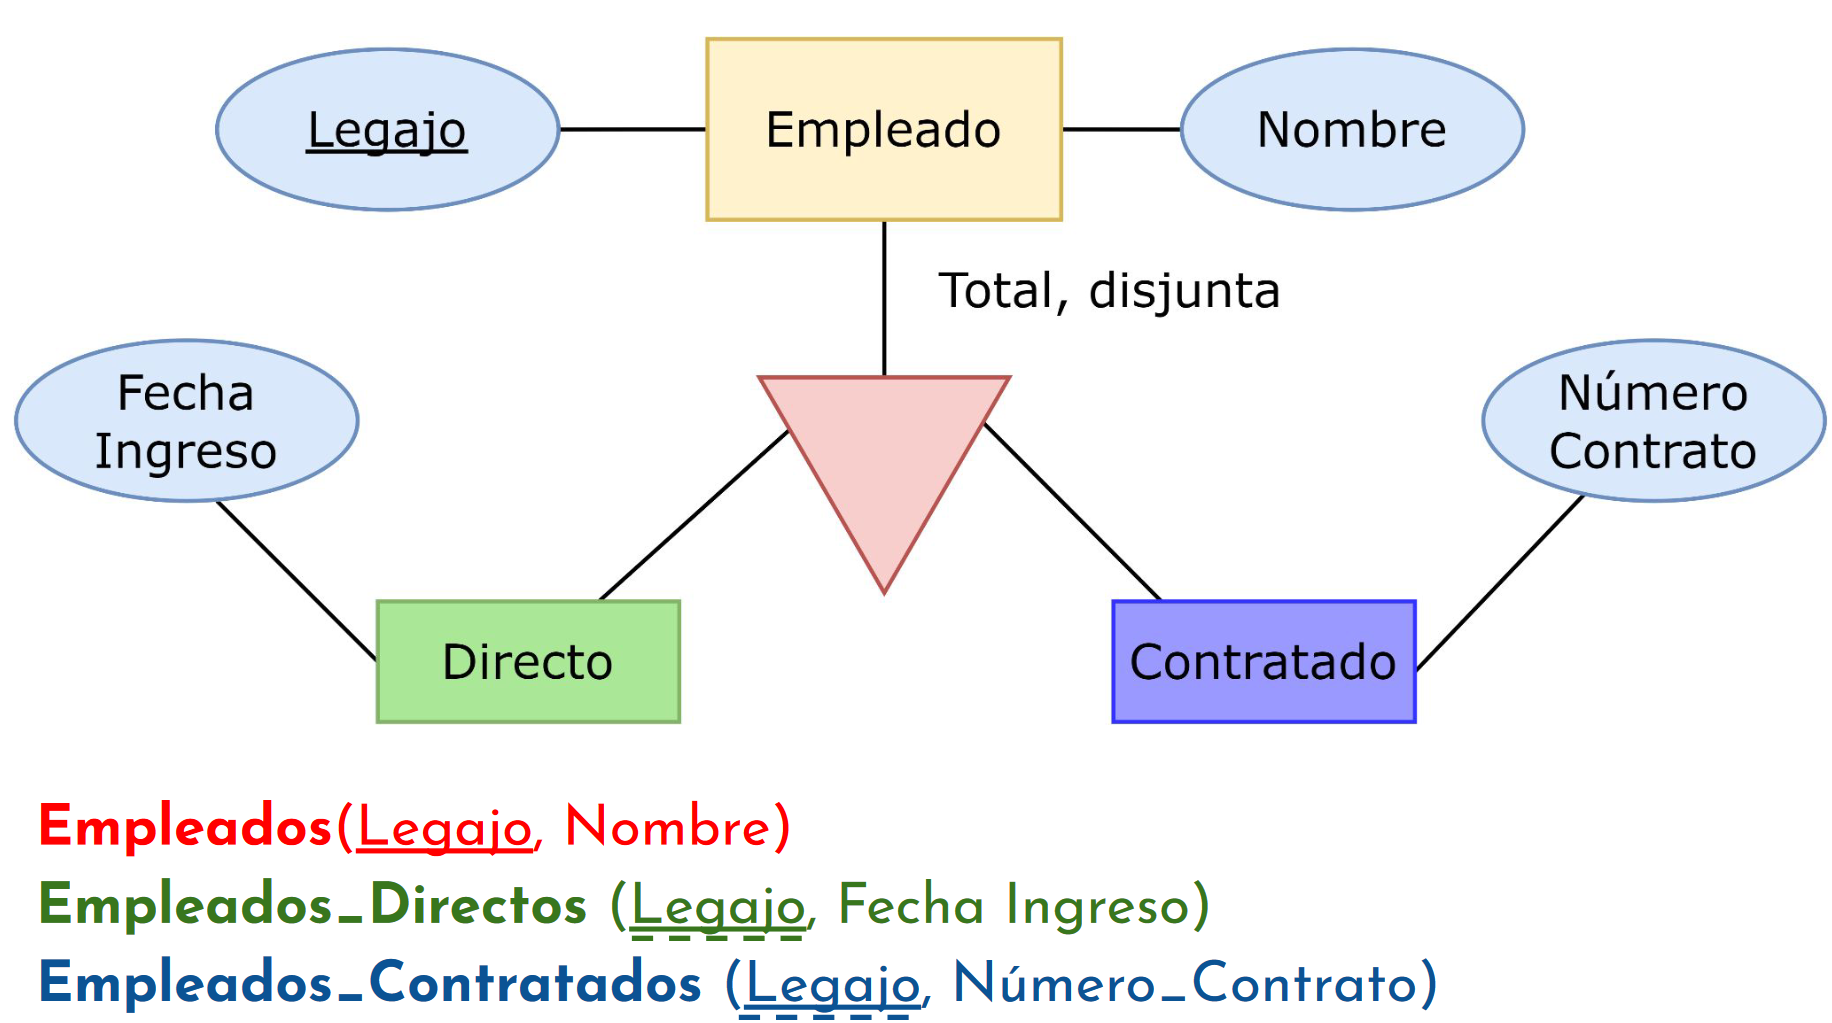 Legajo
Empleado
Nombre
Total, disjunta
Fecha
Ingreso
Número
Contrato
Directo
Contratado
Empleados(Legajo, Nombre)
Empleados_Directos (Legajo, Fecha Ingreso)
Empleados_Contratados (Legajo, Número_Contrato)